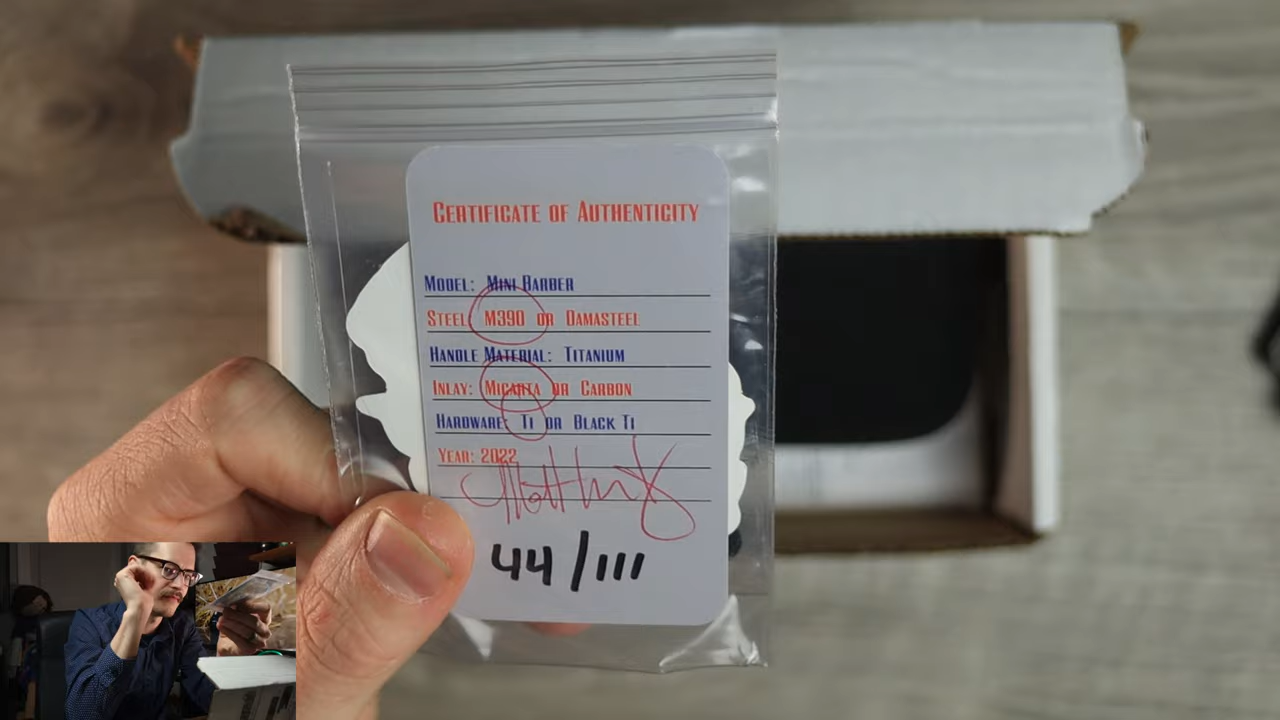 CERTIFICATE OF AUTHENTICITY
MODEL: MINI BARBER
STEEL: M390 OR DAMASTEEL
HANDLE MATERIAL: TITANIUM
INLAY: MICARTA OR CARBON
HARDWARE: TI OR BLACK TI
YEAR: 2022
44/111